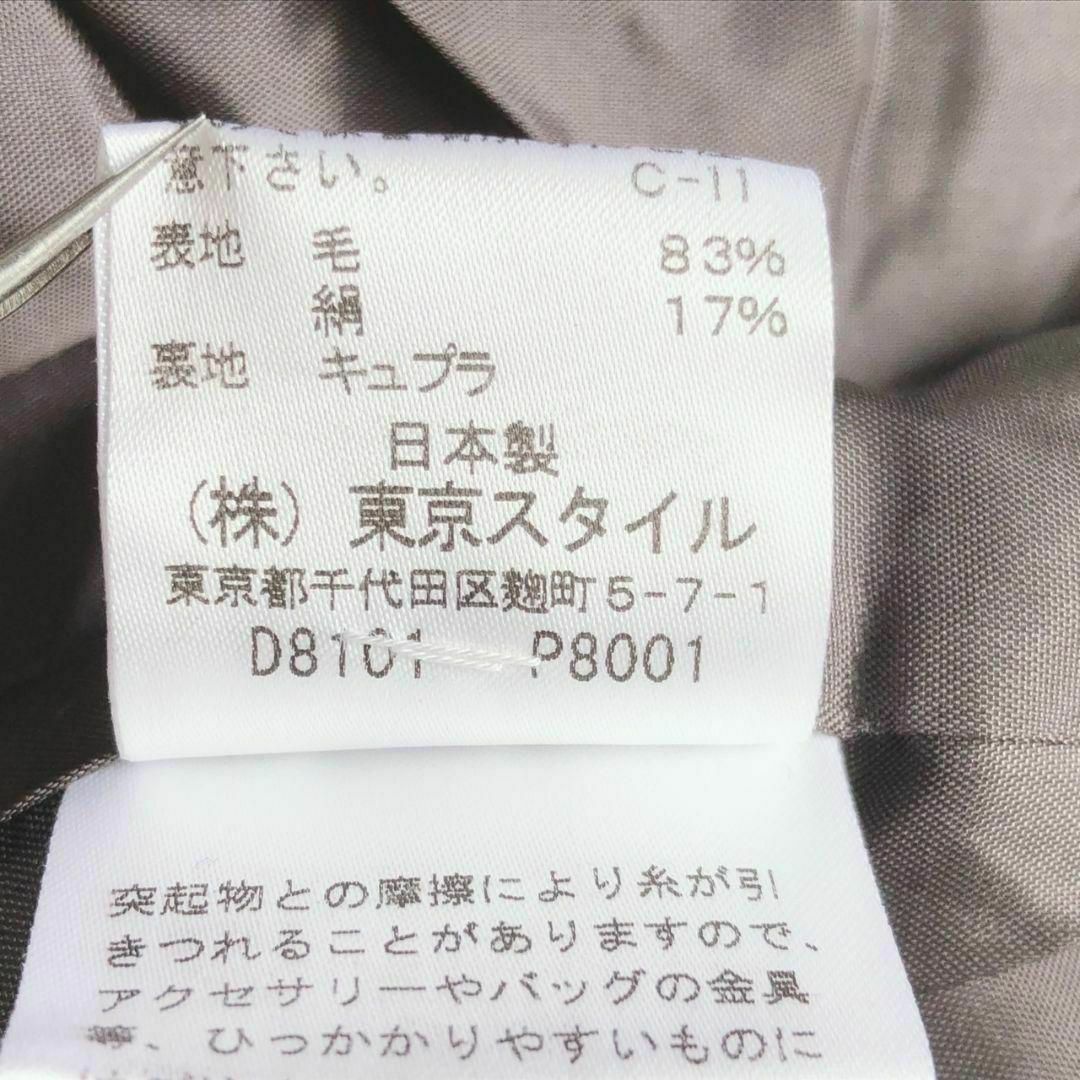 意下さい。 C-11
表地 毛 83%
絹 17%
裏地 キュプラ
日本製
(株) 東京スタイル
東京都千代田区麹町5-7-1
D8101 P8001
突起物との摩擦により糸が引
きつれることがありますので、
アクセサリーやバッグの金具
等、ひっかかりやすいものに